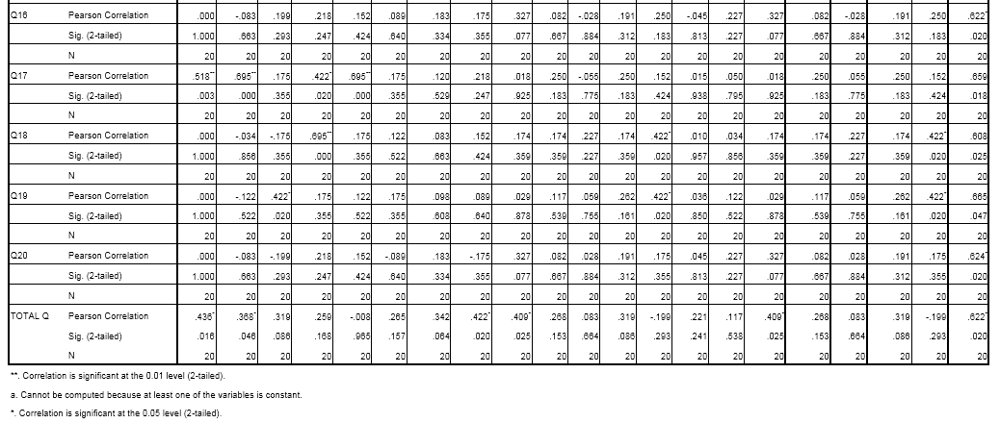 Q16 Pearson Correlation .000 -.083 .199 .218 .152 .089 .183 .175 .327 .082 -.028 .191 .250 -.045 .227 .327 .082 -.028 .191 .250 .622*
Sig. (2-tailed) 1.000 .663 .293 .247 .424 .640 .334 .355 .077 .667 .884 .312 .183 .813 .227 .077 .667 .884 .312 .183 .020
N 20 20 20 20 20 20 20 20 20 20 20 20 20 20 20 20 20 20 20 20 20
Q17 Pearson Correlation .518** .695** .175 .422* .695** .175 .120 .218 .018 .250 -.055 .250 .152 .015 .050 .018 .250 .055 .250 .152 .659
Sig. (2-tailed) .003 .000 .355 .020 .000 .355 .529 .247 .925 .183 .775 .183 .424 .938 .795 .925 .183 .775 .183 .424 .018
N 20 20 20 20 20 20 20 20 20 20 20 20 20 20 20 20 20 20 20 20 20
Q18 Pearson Correlation .000 -.034 -.175 .695** .175 .122 .083 .152 .174 .174 .227 .174 .422* .010 .034 .174 .174 .227 .174 .422* .608
Sig. (2-tailed) 1.000 .856 .355 .000 .355 .522 .663 .424 .359 .359 .227 .359 .020 .957 .856 .359 .359 .227 .359 .020 .025
N 20 20 20 20 20 20 20 20 20 20 20 20 20 20 20 20 20 20 20 20 20
Q19 Pearson Correlation .000 -.122 .422* .175 .122 .175 .098 .089 .029 .117 .059 .262 .422* .036 .122 .029 .117 .059 .262 .422* .665
Sig. (2-tailed) 1.000 .522 .020 .355 .522 .355 .608 .640 .878 .539 .755 .161 .020 .850 .522 .878 .539 .755 .161 .020 .047
N 20 20 20 20 20 20 20 20 20 20 20 20 20 20 20 20 20 20 20 20 20
Q20 Pearson Correlation .000 -.083 -.199 .218 .152 -.089 .183 -.175 .327 .082 .028 .191 .175 .045 .227 .327 .082 .028 .191 .175 .624*
Sig. (2-tailed) 1.000 .663 .293 .247 .424 .640 .334 .355 .077 .667 .884 .312 .355 .813 .227 .077 .667 .884 .312 .355 .020
N 20 20 20 20 20 20 20 20 20 20 20 20 20 20 20 20 20 20 20 20 20
TOTAL Q Pearson Correlation .436* .368* .319 .259 -.008 .265 .342 .422* .409* .268 .083 .319 -.199 .221 .117 .409* .268 .083 .319 -.199 .622*
Sig. (2-tailed) .016 .046 .086 .168 .965 .157 .064 .020 .025 .153 .664 .086 .293 .241 .538 .025 .153 .664 .086 .293 .020
N 20 20 20 20 20 20 20 20 20 20 20 20 20 20 20 20 20 20 20 20 20
**. Correlation is significant at the 0.01 level (2-tailed).
a. Cannot be computed because at least one of the variables is constant.
*. Correlation is significant at the 0.05 level (2-tailed).